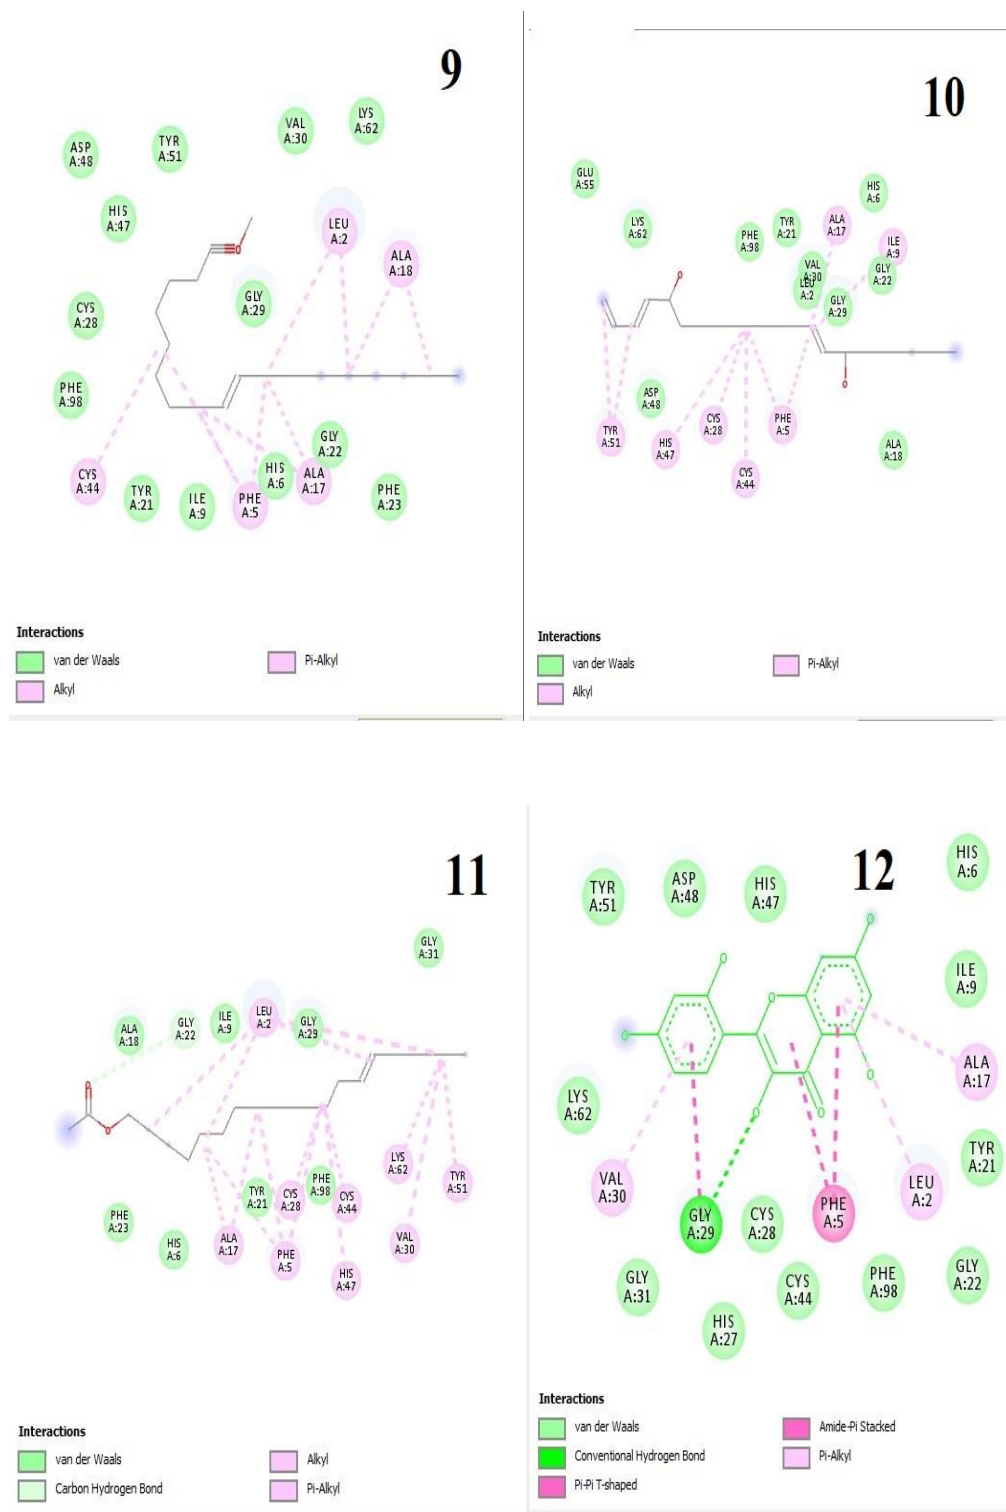 9
LYS
A:62
VAL
A:30
TYR
A:51
ASP
A:48
HIS
A:47
LEU
A:2
ALA
A:18
O
GLY
A:29
CYS
A:28
PHE
A:98
GLY
A:22
HIS
A:6
ALA
A:17
CYS
A:44
TYR
A:21
ILE
A:9
PHE
A:5
PHE
A:23
Interactions
van der Waals
Pi-Alkyl
Alkyl
10
GLU
A:55
HIS
A:6
LYS
A:62
TYR
A:21
ALA
A:17
PHE
A:98
ILE
A:9
VAL
A:30
GLY
A:22
LEU
A:2
GLY
A:29
O
O
ASP
A:48
TYR
A:51
HIS
A:47
CYS
A:28
PHE
A:5
CYS
A:44
ALA
A:18
Interactions
van der Waals
Pi-Alkyl
Alkyl
11
GLY
A:31
LEU
A:2
ALA
A:18
GLY
A:22
ILE
A:9
GLY
A:29
O
O
LYS
A:62
TYR
A:51
TYR
A:21
CYS
A:28
PHE
A:98
CYS
A:44
PHE
A:23
HIS
A:6
ALA
A:17
PHE
A:5
HIS
A:47
VAL
A:30
Interactions
van der Waals
Alkyl
Carbon Hydrogen Bond
Pi-Alkyl
12
HIS
A:6
TYR
A:51
ASP
A:48
HIS
A:47
ILE
A:9
O
O
O
O
O
O
O
ALA
A:17
LYS
A:62
TYR
A:21
VAL
A:30
GLY
A:29
CYS
A:28
PHE
A:5
LEU
A:2
GLY
A:31
HIS
A:27
CYS
A:44
PHE
A:98
GLY
A:22
Interactions
van der Waals
Amide-Pi Stacked
Conventional Hydrogen Bond
Pi-Alkyl
Pi-Pi T-shaped